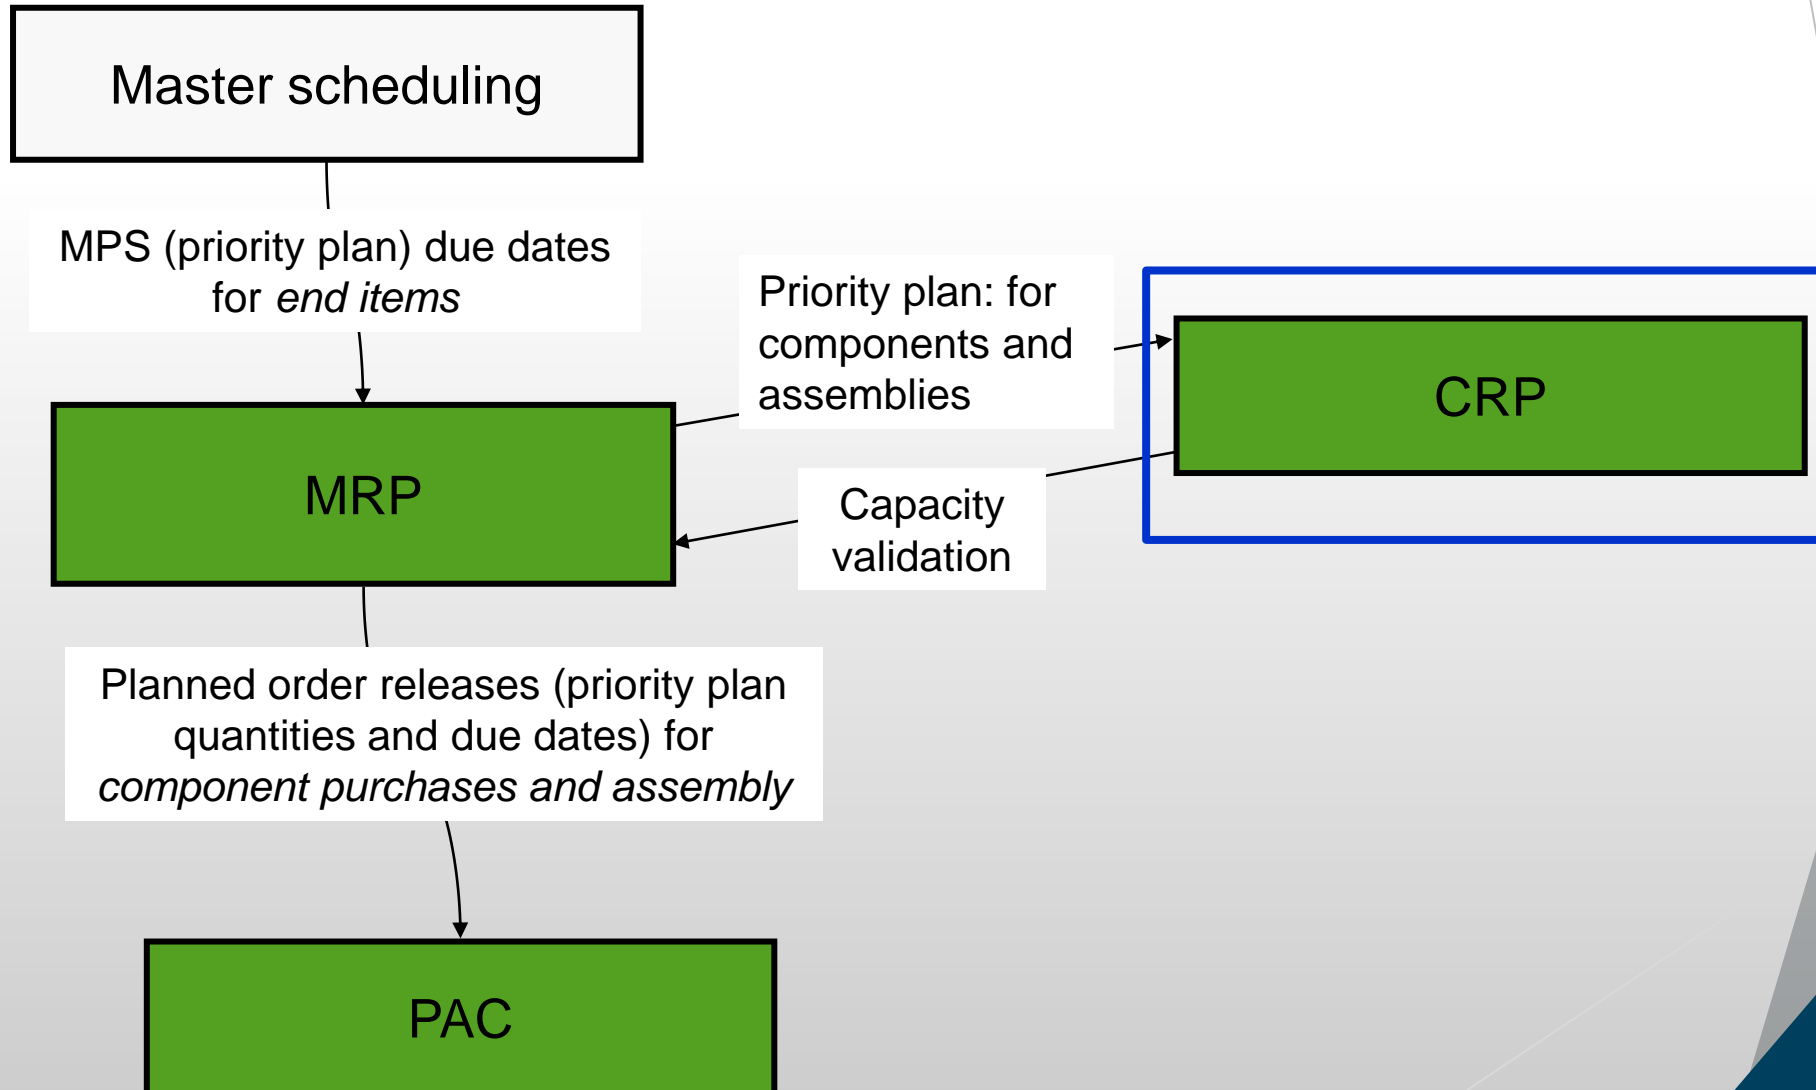 Master scheduling
MPS (priority plan) due dates
for end items
Priority plan: for
components and
assemblies
CRP
MRP
Capacity
validation
Planned order releases (priority plan
quantities and due dates) for
component purchases and assembly
PAC